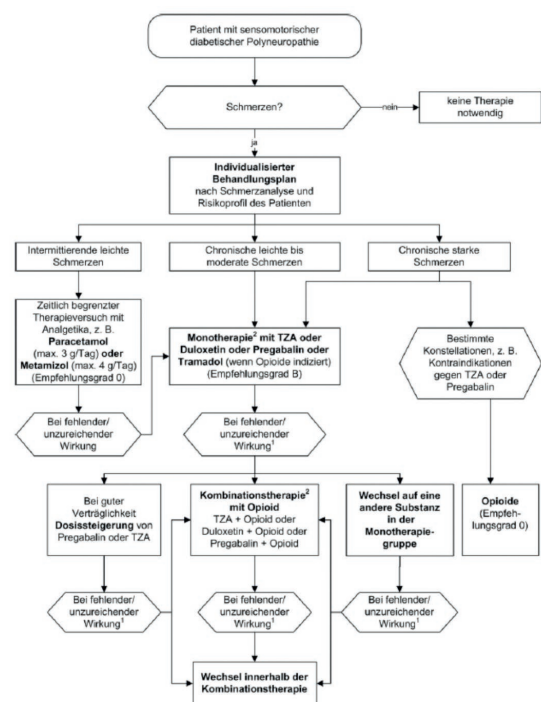 Patient mit sensomotorischer
diabetischer Polyneuropathie
Schmerzen?
nein
keine Therapie
notwendig
ja
Individualisierter
Behandlungsplan
nach Schmerzanalyse und
Risikoprofil des Patienten
Intermittierende leichte
Schmerzen
Chronische leichte bis
moderate Schmerzen
Chronische starke
Schmerzen
Zeitlich begrenzter
Therapieversuch mit
Analgetika, z. B.
Paracetamol
(max. 3 g/Tag) oder
Metamizol (max. 4 g/Tag)
(Empfehlungsgrad 0)
Monotherapie² mit TZA oder
Duloxetin oder Pregabalin oder
Tramadol (wenn Opioide indiziert)
(Empfehlungsgrad B)
Bestimmte
Konstellationen, z. B.
Kontraindikationen
gegen TZA oder
Pregabalin
Bei fehlender/
unzureichender
Wirkung
Bei fehlender/
unzureichender
Wirkung¹
Bei guter
Verträglichkeit
Dosissteigerung von
Pregabalin oder TZA
Kombinationstherapie²
mit Opioid
TZA + Opioid oder
Duloxetin + Opioid oder
Pregabalin + Opioid
Wechsel auf eine
andere Substanz
in der
Monotherapie-
gruppe
Opioide
(Empfeh-
lungsgrad 0)
Bei fehlender/
unzureichender
Wirkung¹
Bei fehlender/
unzureichender
Wirkung¹
Bei fehlender/
unzureichender
Wirkung¹
Wechsel innerhalb der
Kombinationstherapie